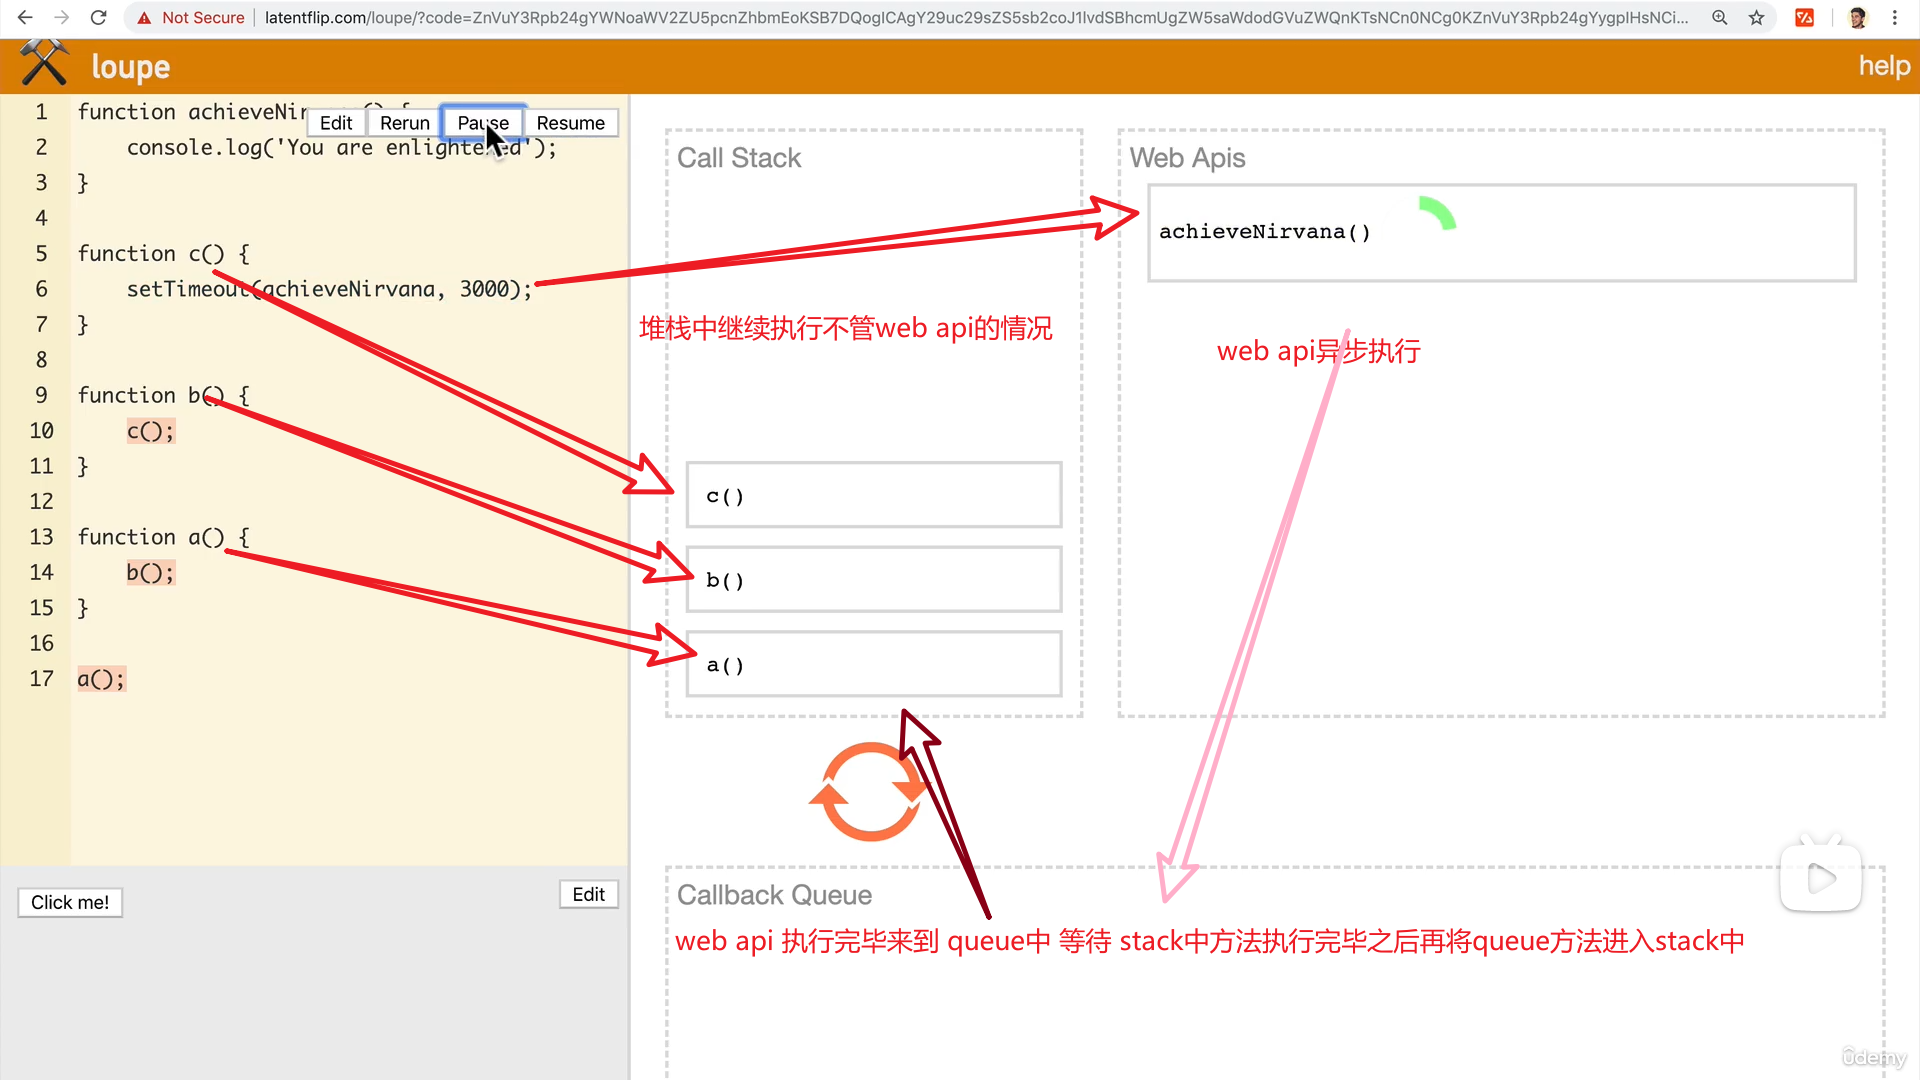 Not Secure
latentflip.com/loupe/?code=ZnVuY3Rpb24gYWNoaWV2ZU5pcnZhbmEoKSB7DQogICAgY29uc29sZS5sb2coJ1lvdSBhcmUgZW5saWdodGVuZWQnKTsNCn0NCg0KZnVuY3Rpb24gYygpIHsNCi...
loupe
help
Edit Rerun Pause Resume
1 function achieveNir
2 console.log('You are enlightened');
3 }
4
5 function c() {
6 setTimeout(achieveNirvana, 3000);
7 }
8
9 function b() {
10 c();
11 }
12
13 function a() {
14 b();
15 }
16
17 a();
Click me!
Edit
Call Stack
堆栈中继续执行不管web api的情况
c()
b()
a()
Web Apis
achieveNirvana()
web api异步执行
Callback Queue
web api 执行完毕来到 queue中 等待 stack中方法执行完毕之后再将queue方法进入stack中
ûdemy